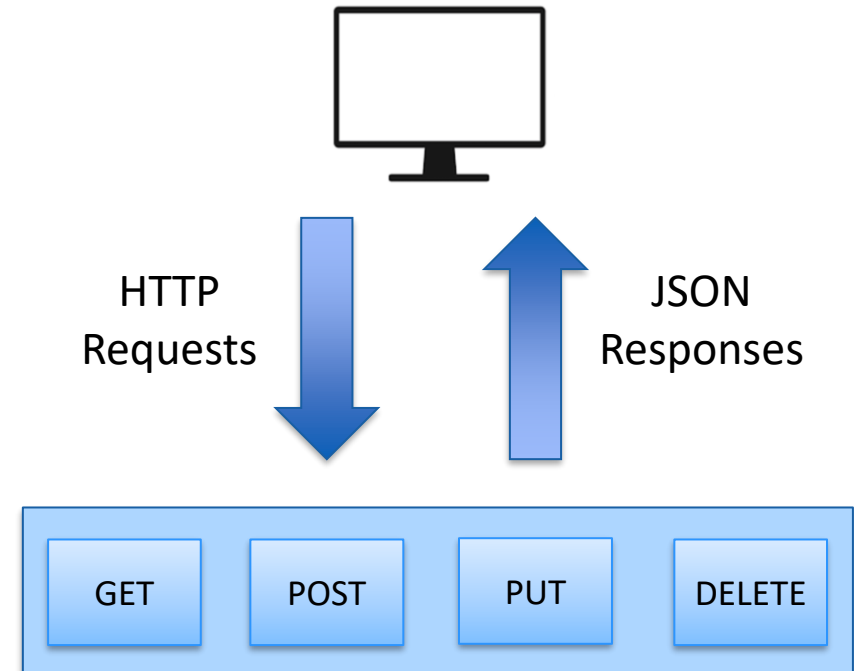 HTTP
Requests
JSON
Responses
GET
POST
PUT
DELETE